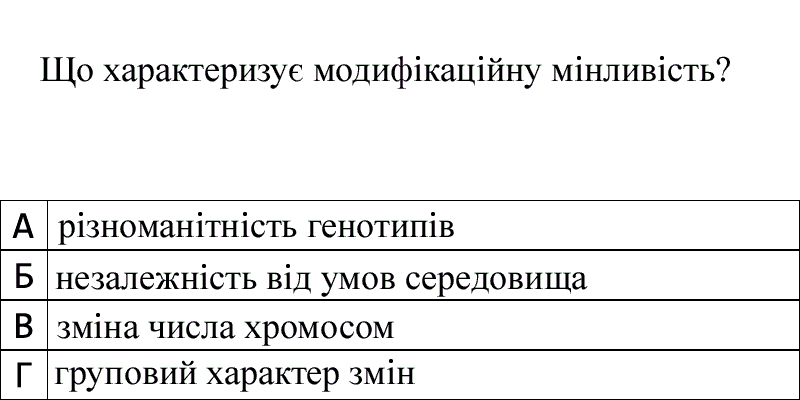 Що характеризує модифікаційну мінливість?
А різноманітність генотипів
Б незалежність від умов середовища
В зміна числа хромосом
Г груповий характер змін